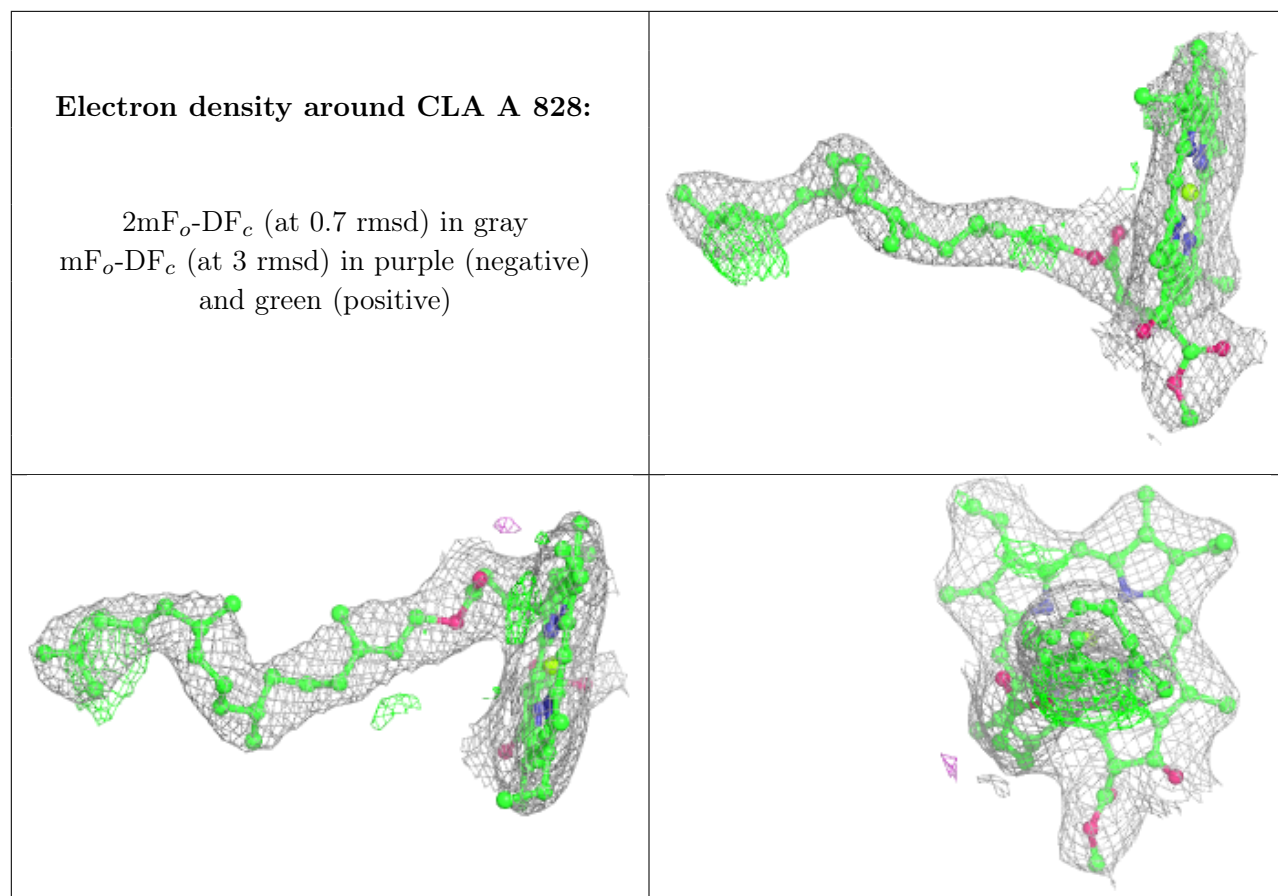 Electron density around CLA A 828:
2mFo-DFc (at 0.7 rmsd) in gray
mFo-DFc (at 3 rmsd) in purple (negative)
and green (positive)